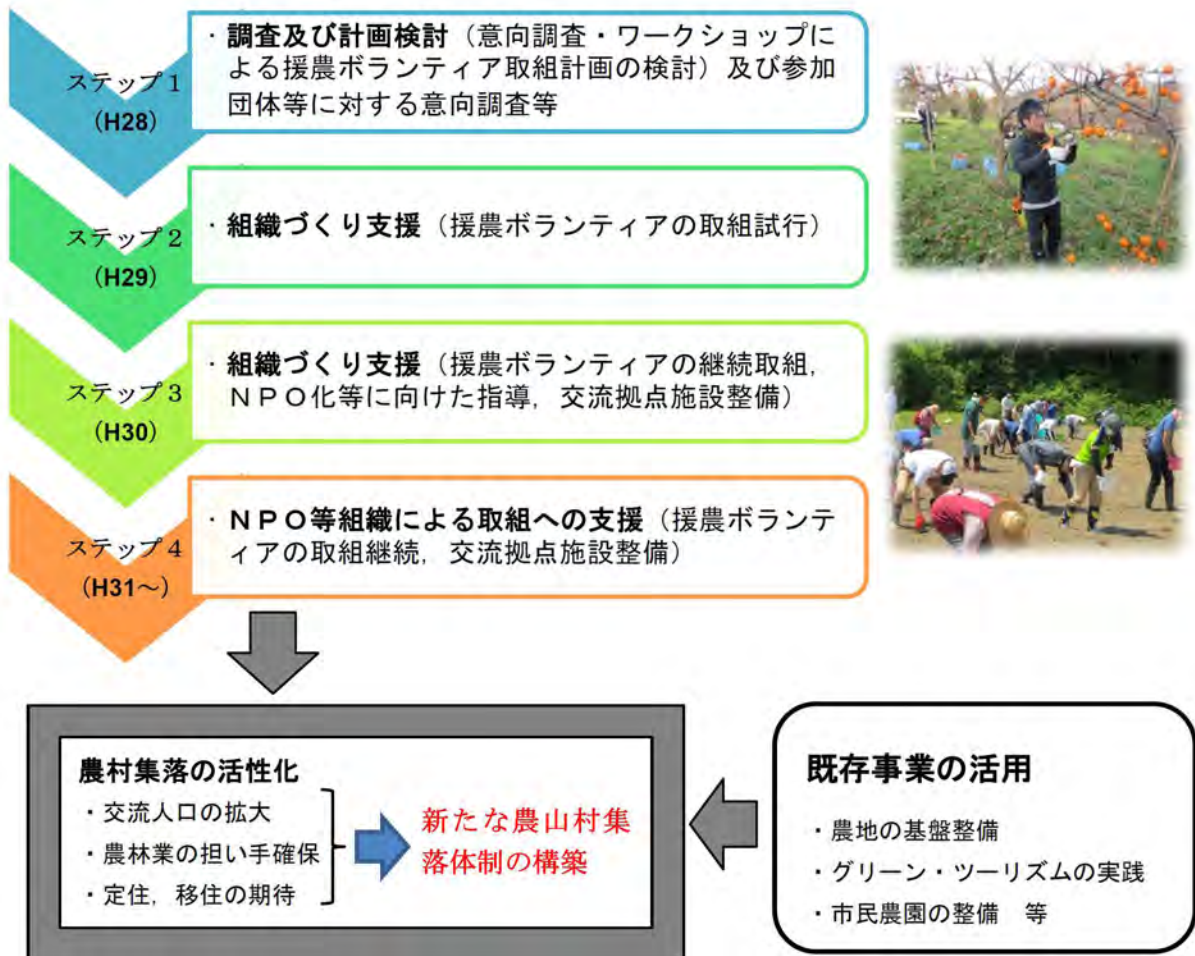 ステップ1
(H28)
・調査及び計画検討（意向調査・ワークショップに
よる援農ボランティア取組計画の検討）及び参加
団体等に対する意向調査等
ステップ2
(H29)
・組織づくり支援（援農ボランティアの取組試行）
ステップ3
(H30)
・組織づくり支援（援農ボランティアの継続取組，
ＮＰＯ化等に向けた指導，交流拠点施設整備）
ステップ4
(H31～)
・ＮＰＯ等組織による取組への支援（援農ボランテ
ィアの取組継続，交流拠点施設整備）
農村集落の活性化
・交流人口の拡大
・農林業の担い手確保
・定住，移住の期待
新たな農山村集
落体制の構築
既存事業の活用
・農地の基盤整備
・グリーン・ツーリズムの実践
・市民農園の整備　等